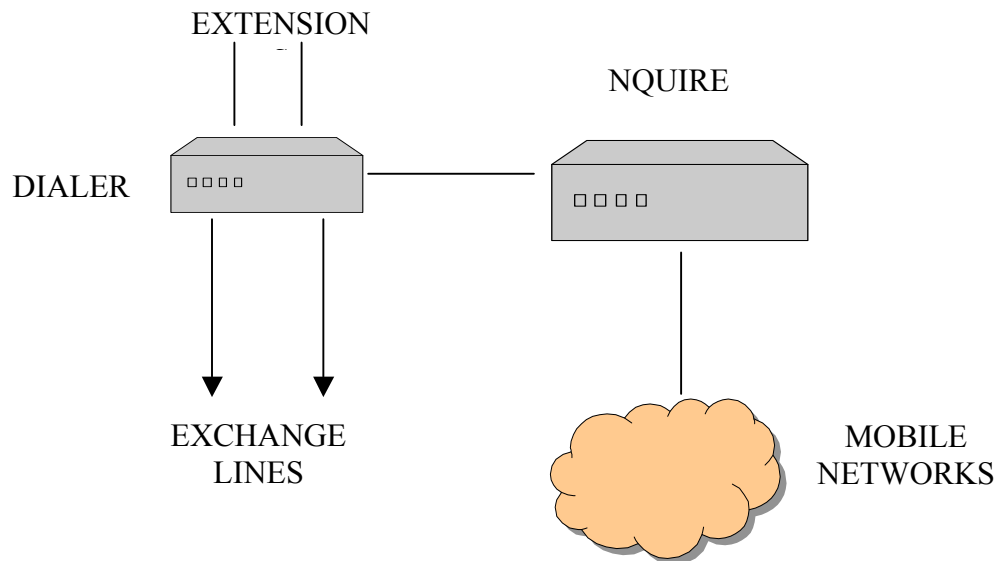 EXTENSION
NQUIRE
DIALER
EXCHANGE
LINES
MOBILE
NETWORKS